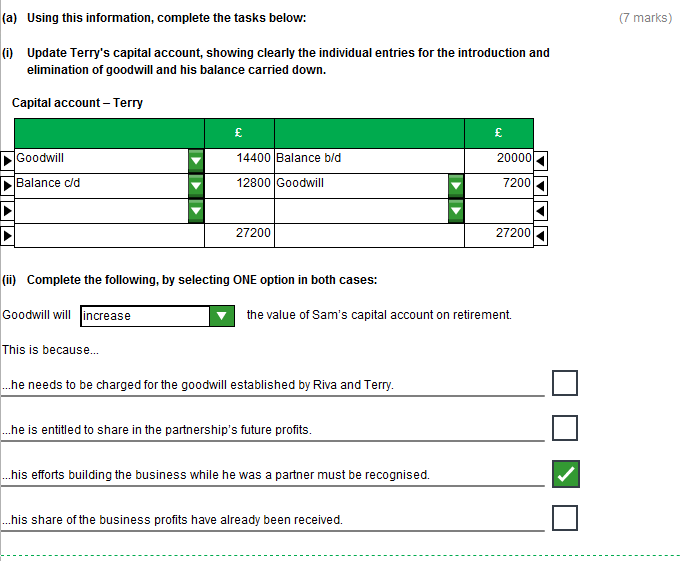 (a) Using this information, complete the tasks below: (7 marks)
(i) Update Terry's capital account, showing clearly the individual entries for the introduction and
elimination of goodwill and his balance carried down.
Capital account – Terry
£ £
Goodwill 14400 Balance b/d 20000
Balance c/d 12800 Goodwill 7200
27200 27200
(ii) Complete the following, by selecting ONE option in both cases:
Goodwill will increase the value of Sam's capital account on retirement.
This is because...
...he needs to be charged for the goodwill established by Riva and Terry.
...he is entitled to share in the partnership's future profits.
...his efforts building the business while he was a partner must be recognised.
...his share of the business profits have already been received.